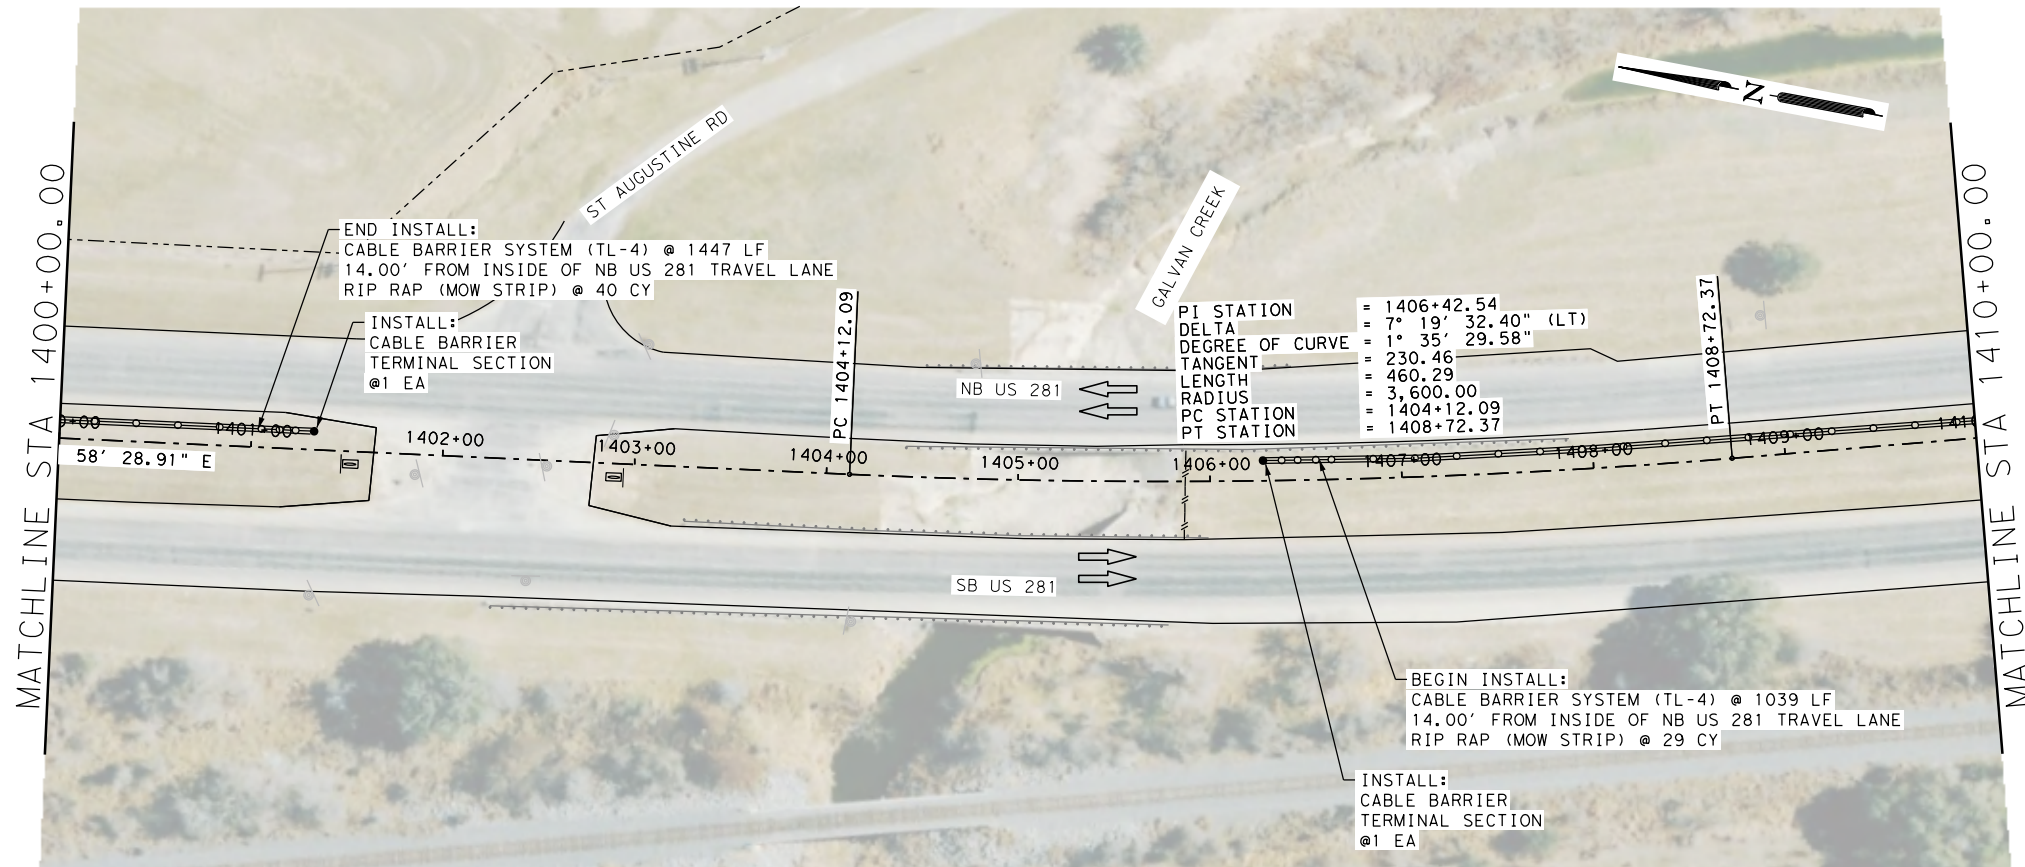 MATCHLINE STA 1400+00.00
MATCHLINE STA 1410+00.00
N
ST AUGUSTINE RD
GALVAN CREEK
END INSTALL:
CABLE BARRIER SYSTEM (TL-4) @ 1447 LF
14.00' FROM INSIDE OF NB US 281 TRAVEL LANE
RIP RAP (MOW STRIP) @ 40 CY
INSTALL:
CABLE BARRIER
TERMINAL SECTION
@1 EA
PC 1404+12.09
PI STATION = 1406+42.54
DELTA = 7° 19' 32.40" (LT)
DEGREE OF CURVE = 1° 35' 29.58"
TANGENT = 230.46
LENGTH = 460.29
RADIUS = 3,600.00
PC STATION = 1404+12.09
PT STATION = 1408+72.37
PT 1408+72.37
NB US 281
0+00
1401+00
1402+00
1403+00
1404+00
1405+00
1406+00
1407+00
1408+00
1409+00
1410
58' 28.91" E
SB US 281
BEGIN INSTALL:
CABLE BARRIER SYSTEM (TL-4) @ 1039 LF
14.00' FROM INSIDE OF NB US 281 TRAVEL LANE
RIP RAP (MOW STRIP) @ 29 CY
INSTALL:
CABLE BARRIER
TERMINAL SECTION
@1 EA